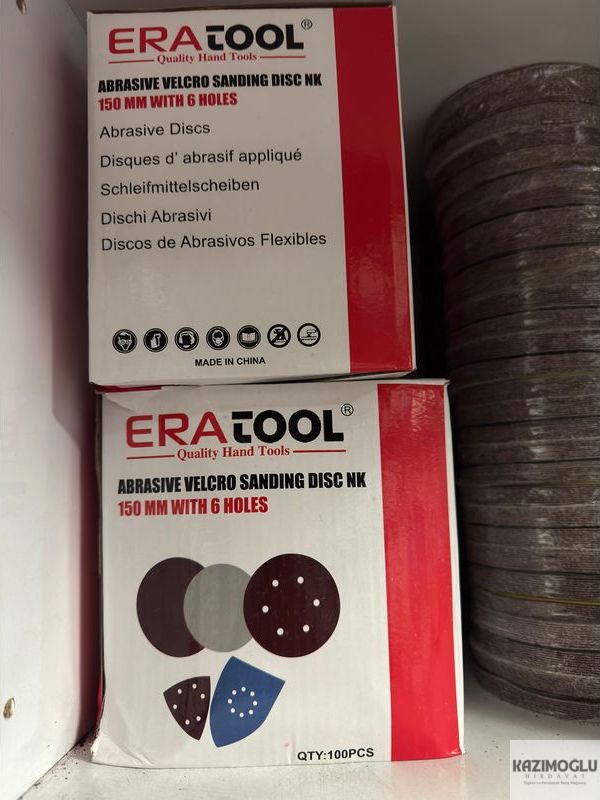 ERATOOL®
Quality Hand Tools
ABRASIVE VELCRO SANDING DISC NK
150 MM WITH 6 HOLES
Abrasive Discs
Disques d' abrasif appliqué
Schleifmittelscheiben
Dischi Abrasivi
Discos de Abrasivos Flexibles
MADE IN CHINA
ERATOOL®
Quality Hand Tools
ABRASIVE VELCRO SANDING DISC NK
150 MM WITH 6 HOLES
QTY:100PCS
KAZIMOĞLU
HIRDAVAT